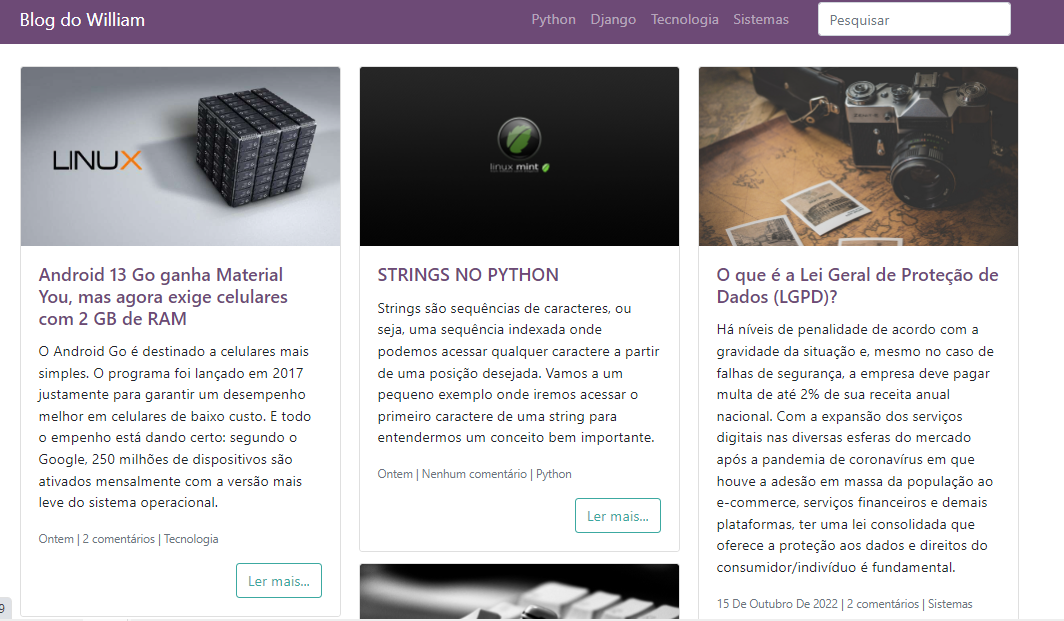 Blog do William
Python Django Tecnologia Sistemas Pesquisar
LINUX
Android 13 Go ganha Material
You, mas agora exige celulares
com 2 GB de RAM
O Android Go é destinado a celulares mais
simples. O programa foi lançado em 2017
justamente para garantir um desempenho
melhor em celulares de baixo custo. E todo
o empenho está dando certo: segundo o
Google, 250 milhões de dispositivos são
ativados mensalmente com a versão mais
leve do sistema operacional.
Ontem | 2 comentários | Tecnologia
Ler mais...
9
linux mint
STRINGS NO PYTHON
Strings são sequências de caracteres, ou
seja, uma sequência indexada onde
podemos acessar qualquer caractere a partir
de uma posição desejada. Vamos a um
pequeno exemplo onde iremos acessar o
primeiro caractere de uma string para
entendermos um conceito bem importante.
Ontem | Nenhum comentário | Python
Ler mais...
O que é a Lei Geral de Proteção de
Dados (LGPD)?
Há níveis de penalidade de acordo com a
gravidade da situação e, mesmo no caso de
falhas de segurança, a empresa deve pagar
multa de até 2% de sua receita anual
nacional. Com a expansão dos serviços
digitais nas diversas esferas do mercado
após a pandemia de coronavírus em que
houve a adesão em massa da população ao
e-commerce, serviços financeiros e demais
plataformas, ter uma lei consolidada que
oferece a proteção aos dados e direitos do
consumidor/indivíduo é fundamental.
15 De Outubro De 2022 | 2 comentários | Sistemas